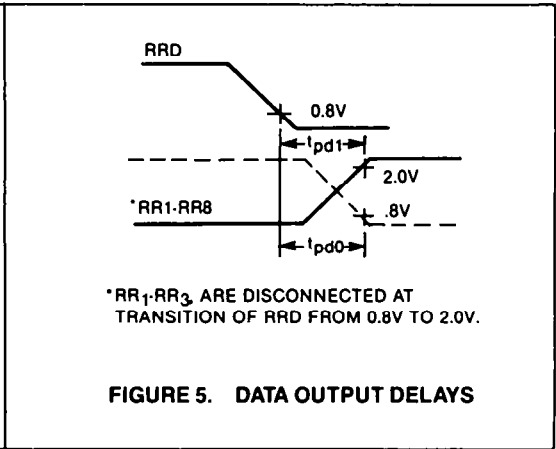 RRD
0.8V
tpd1
2.0V
*RR1-RR8
.8V
tpd0
*RR1-RR3, ARE DISCONNECTED AT
TRANSITION OF RRD FROM 0.8V TO 2.0V.
FIGURE 5. DATA OUTPUT DELAYS